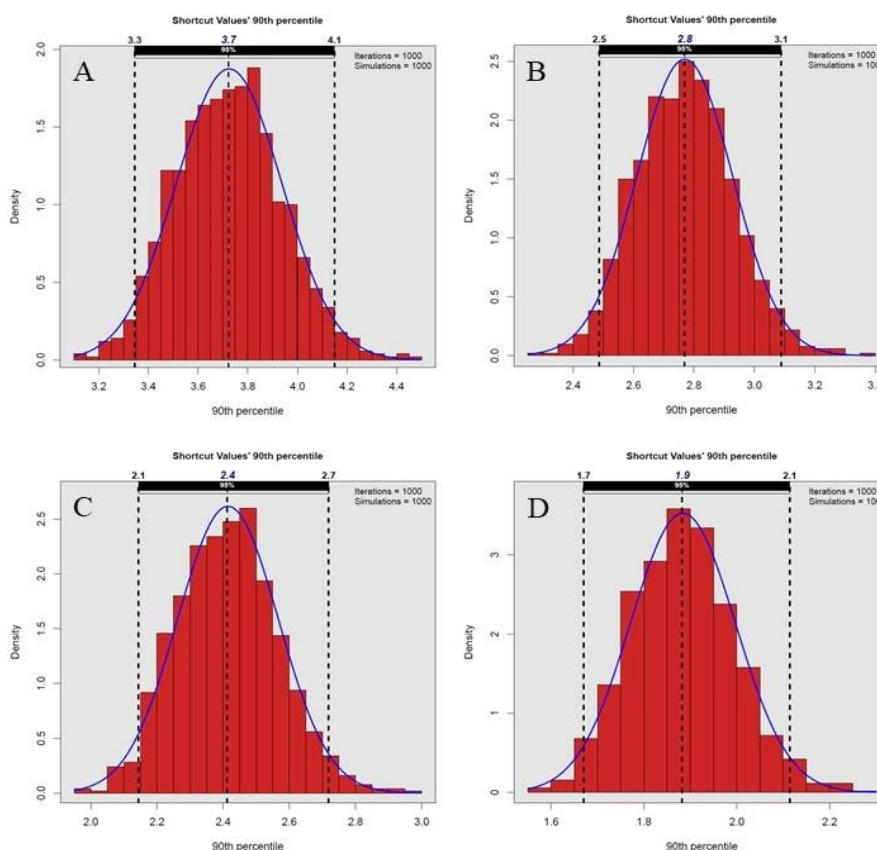 Shortcut Values' 90th percentile
3.3 3.7 4.1
95%
A
Iterations = 1000
Simulations = 1000
Density
0.0 0.5 1.0 1.5 2.0
3.2 3.4 3.6 3.8 4.0 4.2 4.4
90th percentile
Shortcut Values' 90th percentile
2.5 2.8 3.1
95%
B
Iterations = 1000
Simulations = 100
Density
0.0 0.5 1.0 1.5 2.0 2.5
2.4 2.6 2.8 3.0 3.2 3.4
90th percentile
Shortcut Values' 90th percentile
2.1 2.4 2.7
95%
C
Iterations = 1000
Simulations = 1000
Density
0.0 0.5 1.0 1.5 2.0 2.5
2.0 2.2 2.4 2.6 2.8 3.0
90th percentile
Shortcut Values' 90th percentile
1.7 1.9 2.1
95%
D
Iterations = 1000
Simulations = 100
Density
0 1 2 3
1.6 1.8 2.0 2.2
90th percentile